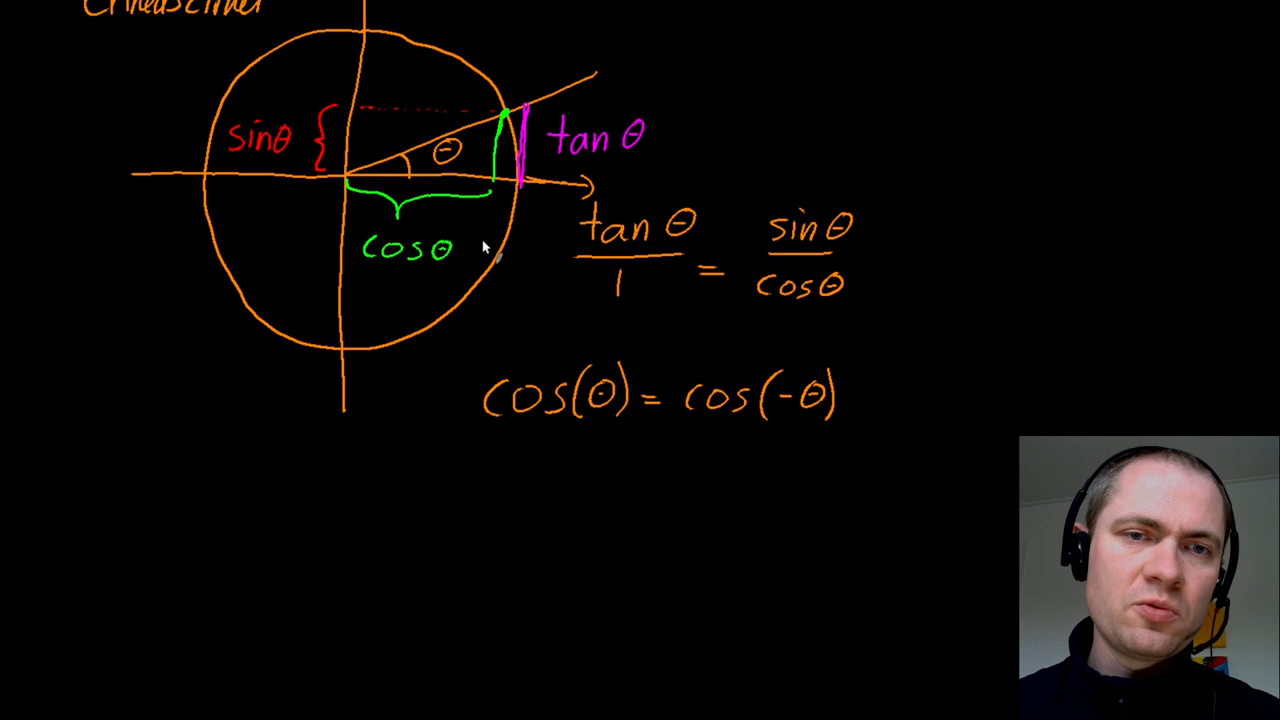 sinθ
tan θ
θ
cosθ
tan θ / 1 = sinθ / cosθ
cos(θ) = cos(-θ)